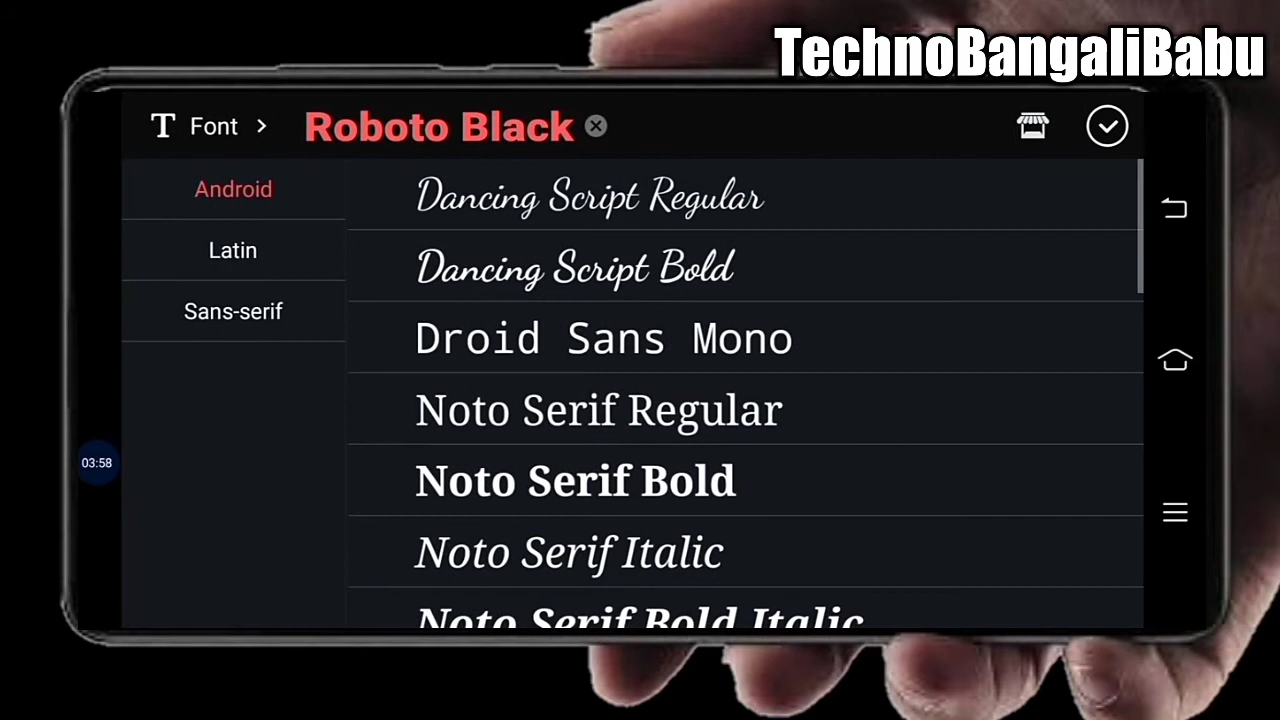 TechnoBangaliBabu
T Font > Roboto Black
Android
Latin
Sans-serif
Dancing Script Regular
Dancing Script Bold
Droid Sans Mono
Noto Serif Regular
Noto Serif Bold
Noto Serif Italic
Noto Serif Bold Italic
03:58